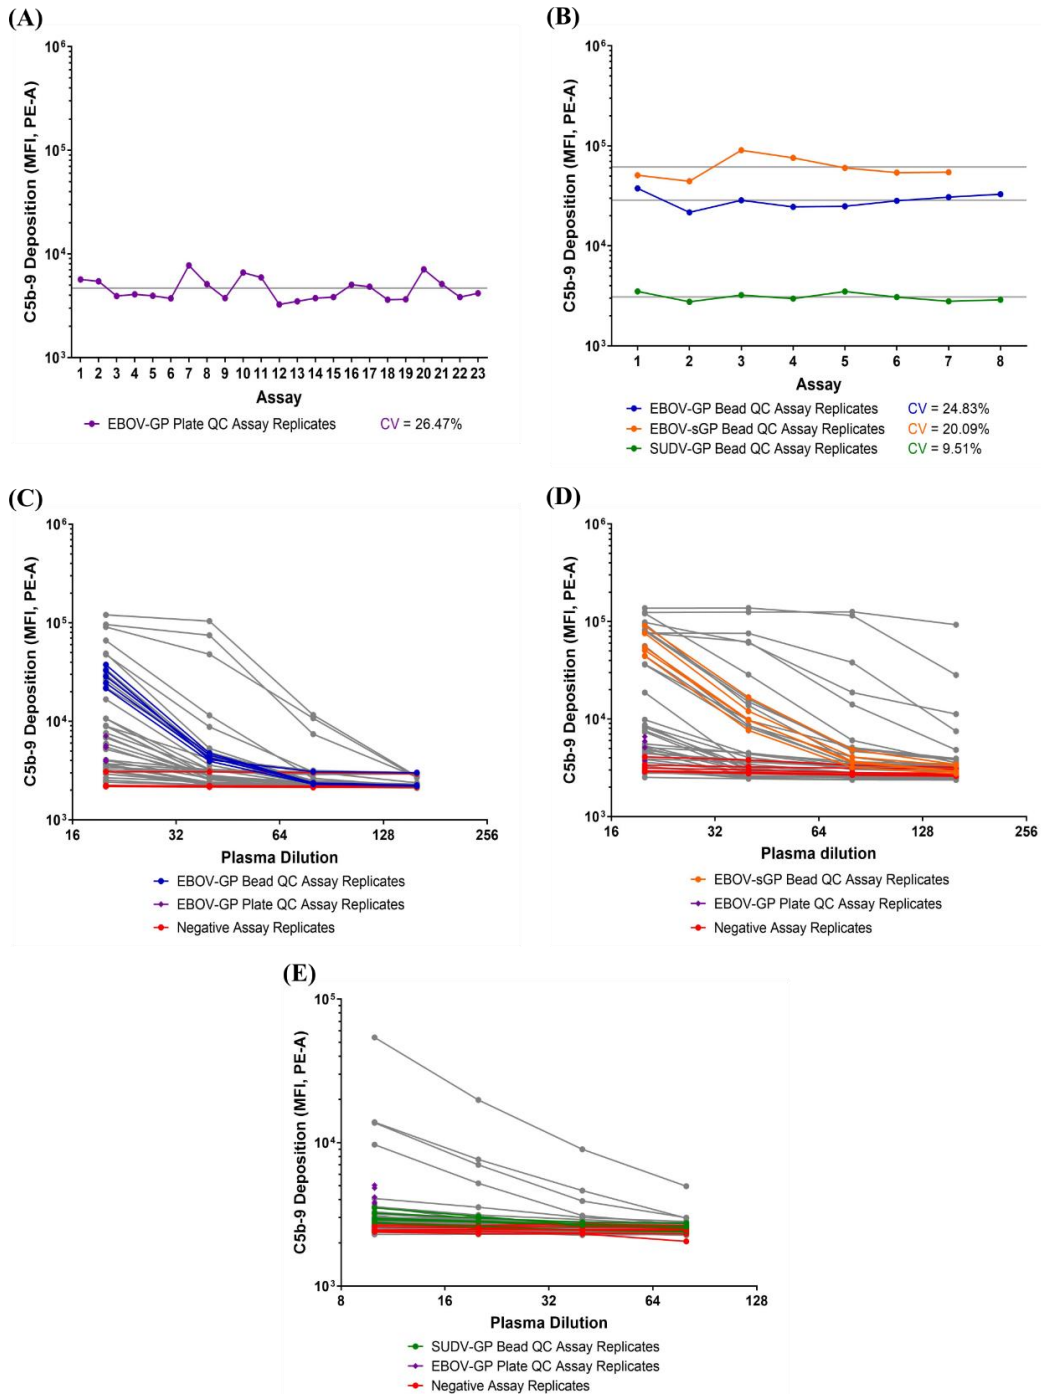 (A)
C5b-9 Deposition (MFI, PE-A)
10^6
10^5
10^4
10^3
1 2 3 4 5 6 7 8 9 10 11 12 13 14 15 16 17 18 19 20 21 22 23
Assay
EBOV-GP Plate QC Assay Replicates CV = 26.47%
(B)
C5b-9 Deposition (MFI, PE-A)
10^6
10^5
10^4
10^3
1 2 3 4 5 6 7 8
Assay
EBOV-GP Bead QC Assay Replicates CV = 24.83%
EBOV-sGP Bead QC Assay Replicates CV = 20.09%
SUDV-GP Bead QC Assay Replicates CV = 9.51%
(C)
C5b-9 Deposition (MFI, PE-A)
10^6
10^5
10^4
10^3
16 32 64 128 256
Plasma Dilution
EBOV-GP Bead QC Assay Replicates
EBOV-GP Plate QC Assay Replicates
Negative Assay Replicates
(D)
C5b-9 Deposition (MFI, PE-A)
10^6
10^5
10^4
10^3
16 32 64 128 256
Plasma dilution
EBOV-sGP Bead QC Assay Replicates
EBOV-GP Plate QC Assay Replicates
Negative Assay Replicates
(E)
C5b-9 Deposition (MFI, PE-A)
10^5
10^4
10^3
8 16 32 64 128
Plasma Dilution
SUDV-GP Bead QC Assay Replicates
EBOV-GP Plate QC Assay Replicates
Negative Assay Replicates